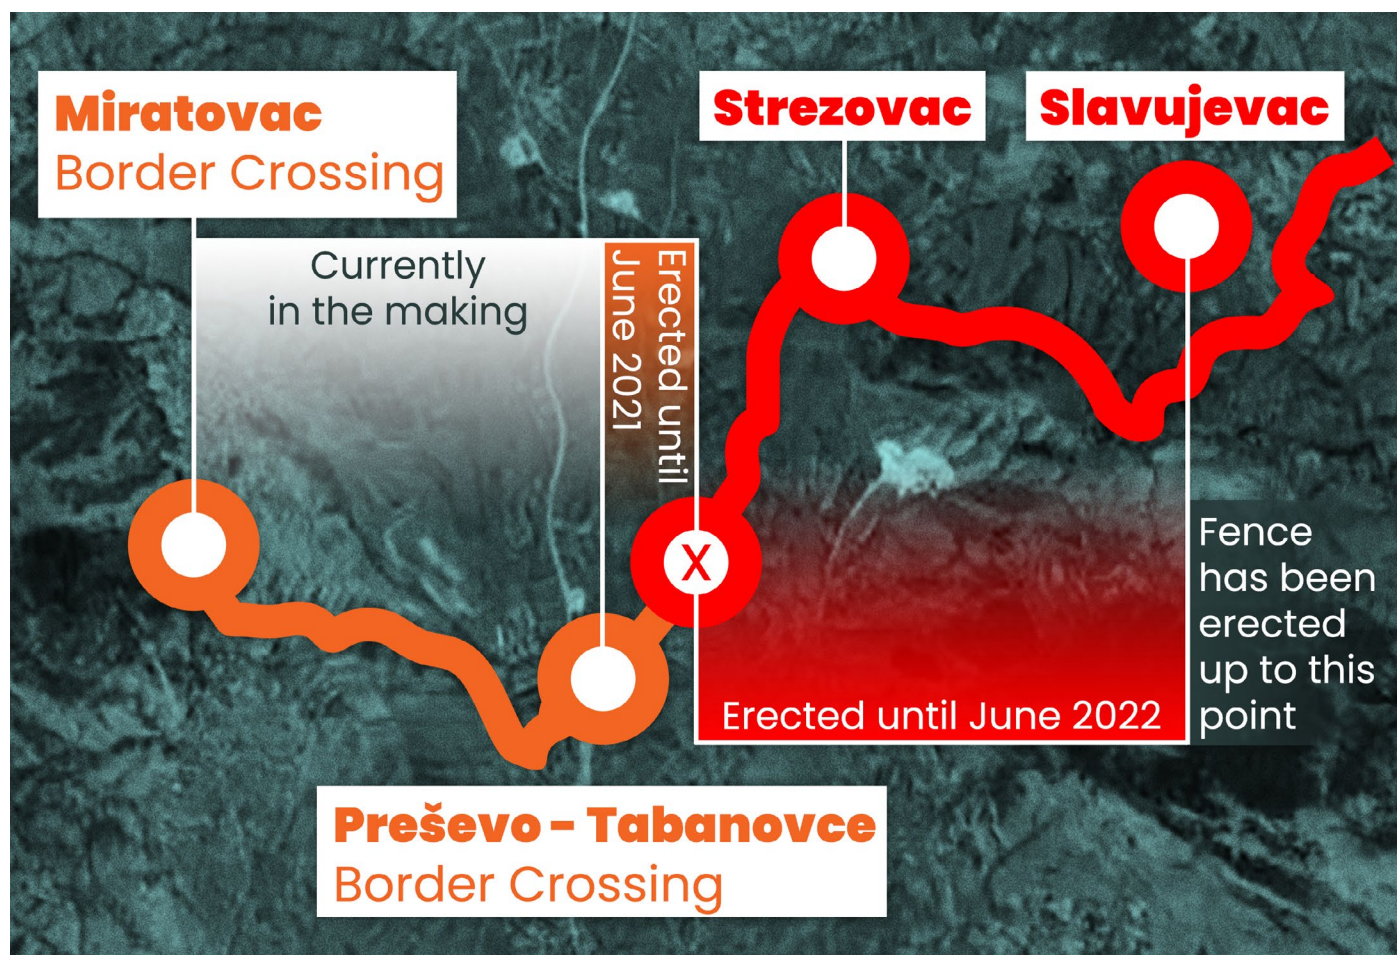 Miratovac
Border Crossing
Strezovac
Slavujevac
Currently
in the making
Erected until
June 2021
X
Fence
has been
erected
up to this
point
Erected until June 2022
Preševo - Tabanovce
Border Crossing